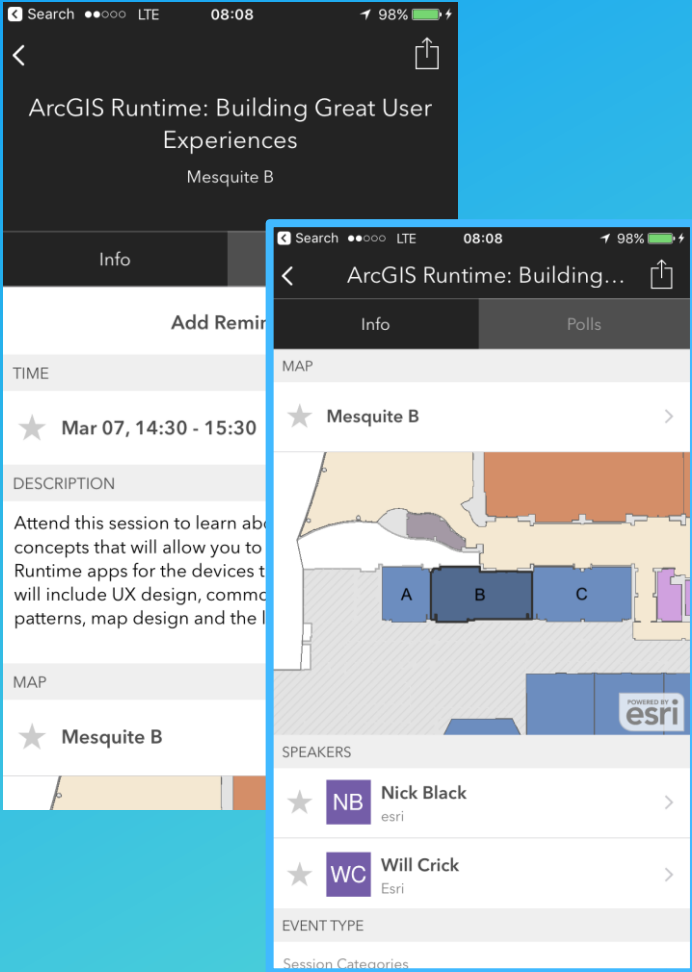 Search LTE 08:08 98%
ArcGIS Runtime: Building Great User
Experiences
Mesquite B
Info
Add Remin
TIME
Mar 07, 14:30 - 15:30
DESCRIPTION
Attend this session to learn abo
concepts that will allow you to
Runtime apps for the devices t
will include UX design, commo
patterns, map design and the l
MAP
Mesquite B
Search LTE 08:08 98%
ArcGIS Runtime: Building...
Info Polls
MAP
Mesquite B
A B C
POWERED BY
esri
SPEAKERS
NB Nick Black
esri
WC Will Crick
Esri
EVENT TYPE
Session Categories